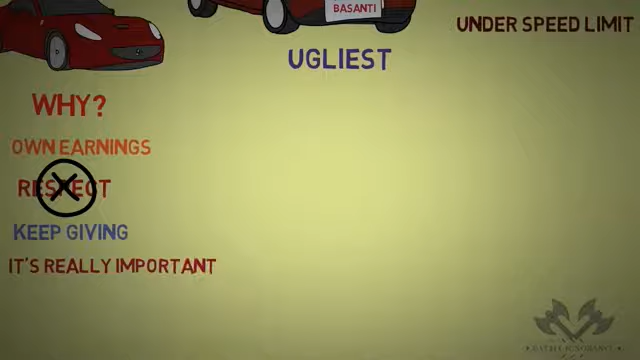 BASANTI
UNDER SPEED LIMIT
UGLIEST
WHY?
OWN EARNINGS
RESPECT
KEEP GIVING
IT'S REALLY IMPORTANT